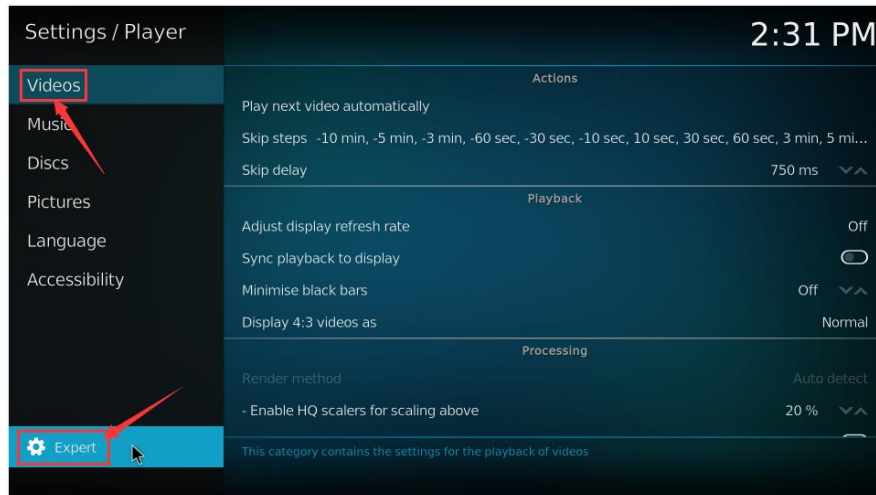 Settings / Player
2:31 PM
Videos
Music
Discs
Pictures
Language
Accessibility
Expert
Actions
Play next video automatically
Skip steps -10 min, -5 min, -3 min, -60 sec, -30 sec, -10 sec, 10 sec, 30 sec, 60 sec, 3 min, 5 mi...
Skip delay 750 ms
Playback
Adjust display refresh rate Off
Sync playback to display
Minimise black bars Off
Display 4:3 videos as Normal
Processing
Render method Auto detect
- Enable HQ scalers for scaling above 20 %
This category contains the settings for the playback of videos